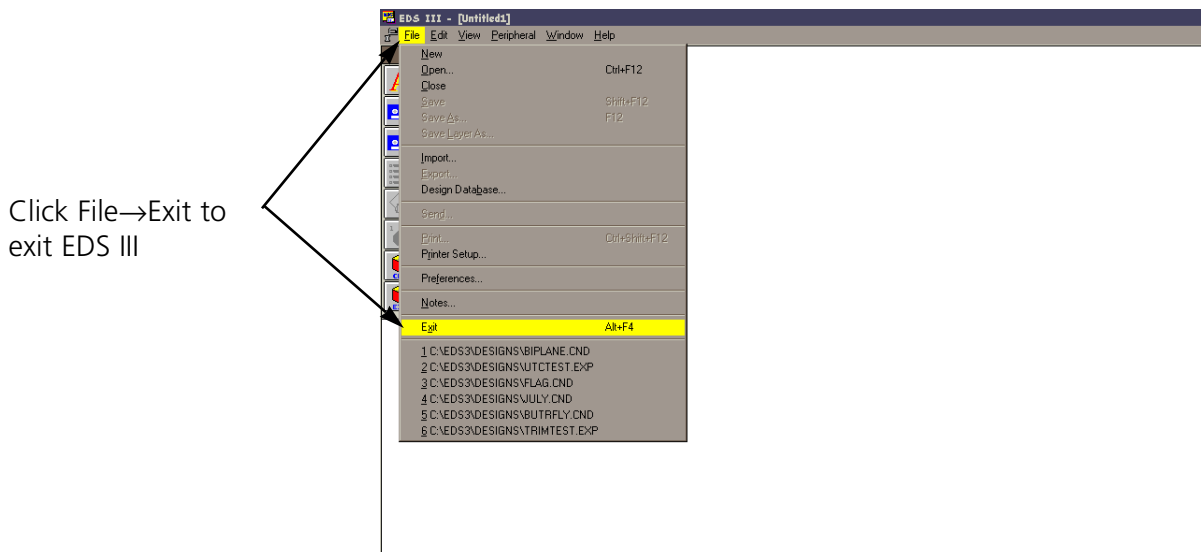 EDS III - [Untitled1]
File Edit View Peripheral Window Help
New
Open... Ctrl+F12
Close
Save Shift+F12
Save As... F12
Save Layer As...
Import...
Export...
Design Database...
Send...
Print... Ctrl+Shift+F12
Printer Setup...
Preferences...
Notes...
Exit Alt+F4
1 C:\EDS3\DESIGNS\BIPLANE.CND
2 C:\EDS3\DESIGNS\UTCTEST.EXP
3 C:\EDS3\DESIGNS\FLAG.CND
4 C:\EDS3\DESIGNS\JULY.CND
5 C:\EDS3\DESIGNS\BUTRFLY.CND
6 C:\EDS3\DESIGNS\TRIMTEST.EXP
Click File→Exit to
exit EDS III